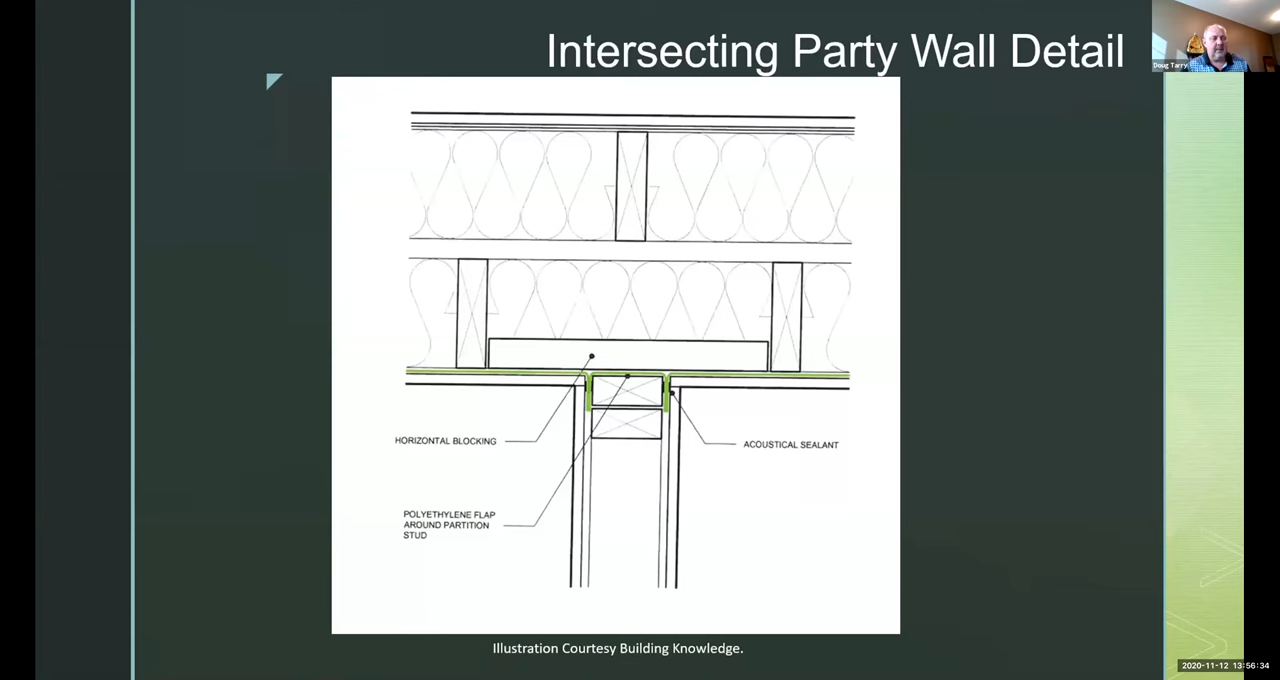 Intersecting Party Wall Detail
Doug Tarry
HORIZONTAL BLOCKING
ACOUSTICAL SEALANT
POLYETHYLENE FLAP
AROUND PARTITION
STUD
Illustration Courtesy Building Knowledge.
2020-11-12 13:56:34